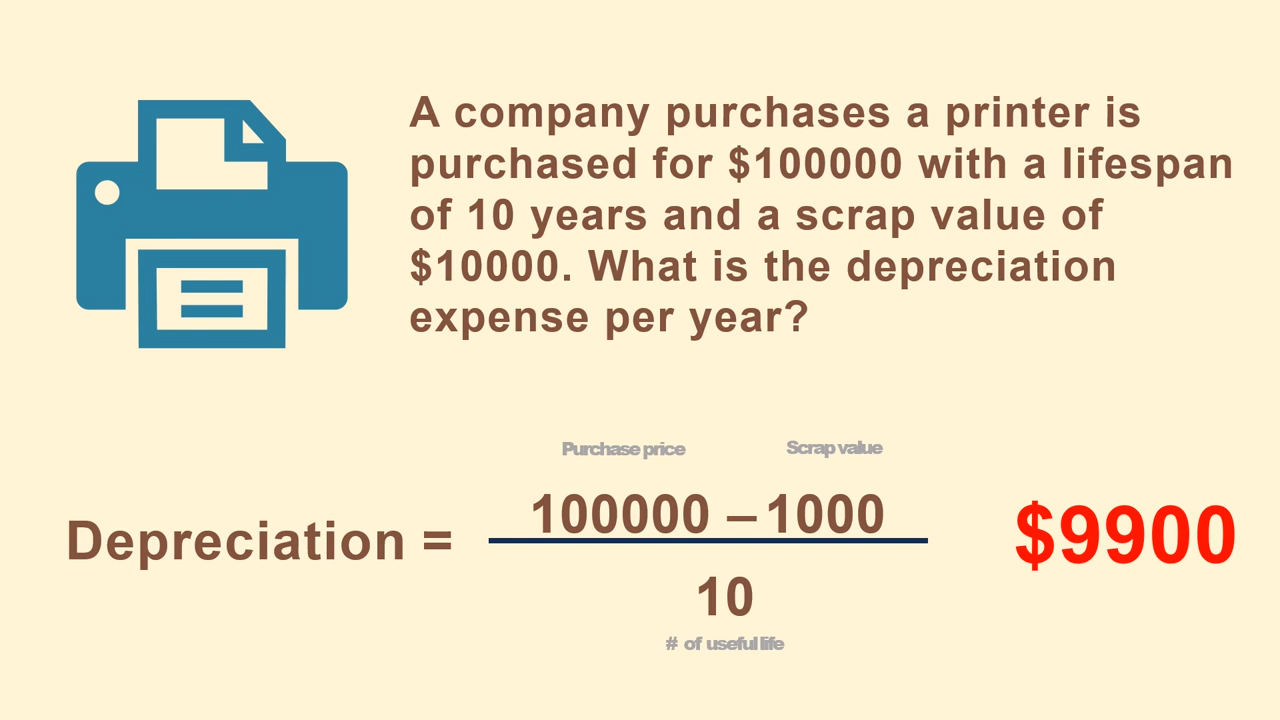 A company purchases a printer is
purchased for $100000 with a lifespan
of 10 years and a scrap value of
$10000. What is the depreciation
expense per year?
Purchase price Scrap value
Depreciation = 100000 – 1000 $9900
10
# of useful life